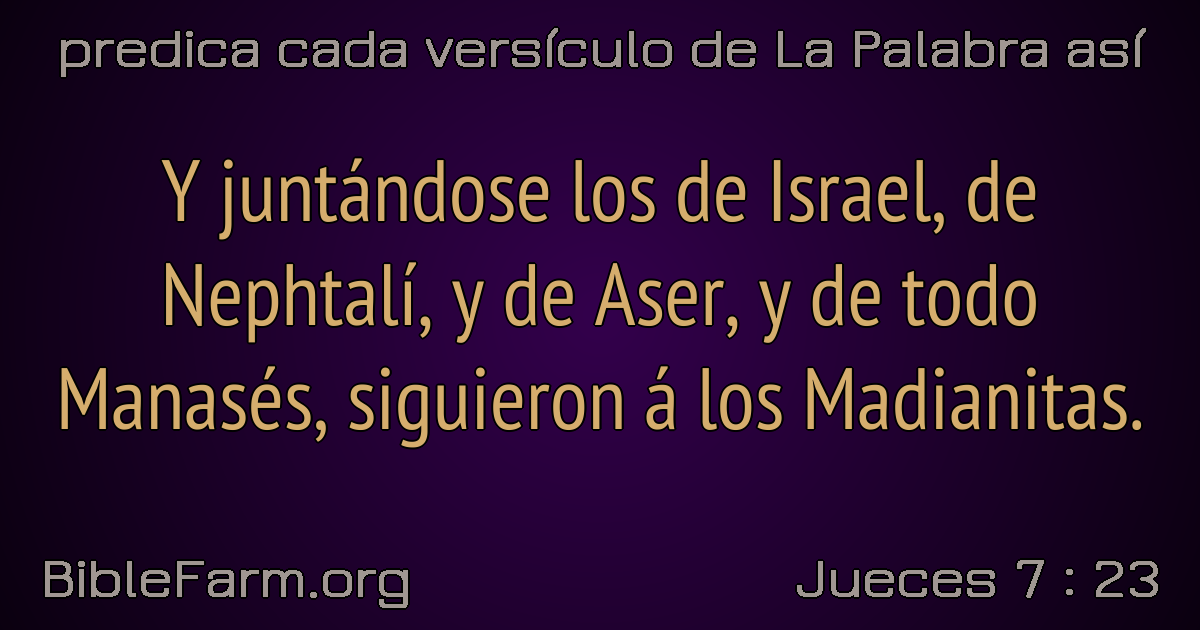 predica cada versículo de La Palabra así
Y juntándose los de Israel, de
Nephtalí, y de Aser, y de todo
Manasés, siguieron á los Madianitas.
BibleFarm.org
Jueces 7 : 23